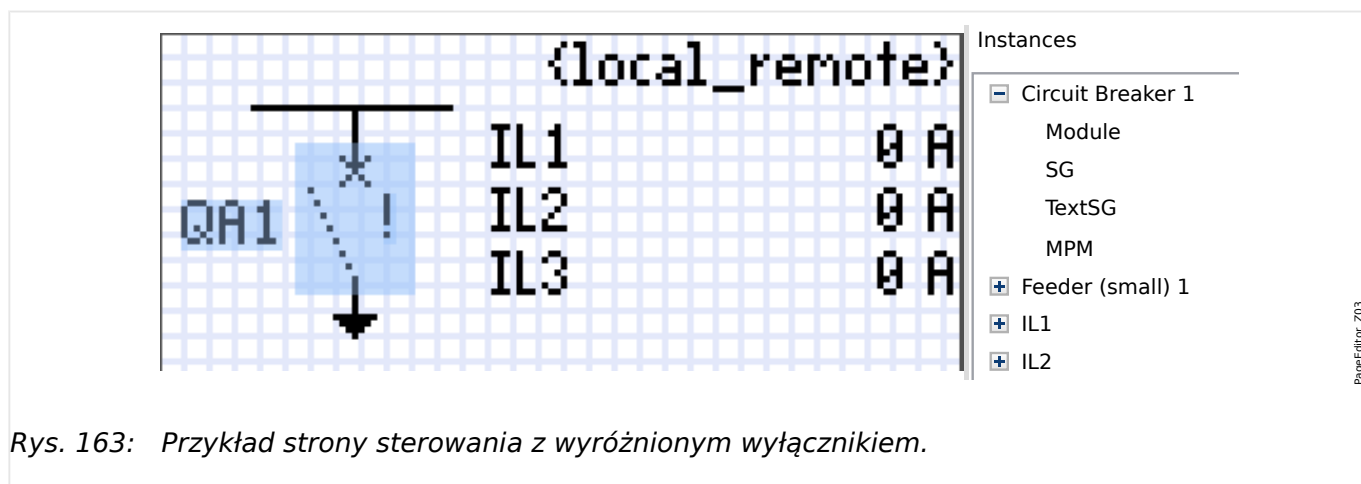 {local_remote}
IL1 0 A
QA1 ! IL2 0 A
IL3 0 A
Instances
Circuit Breaker 1
Module
SG
TextSG
MPM
Feeder (small) 1
IL1
IL2
PageEditor_Z03
Rys. 163: Przykład strony sterowania z wyróżnionym wyłącznikiem.